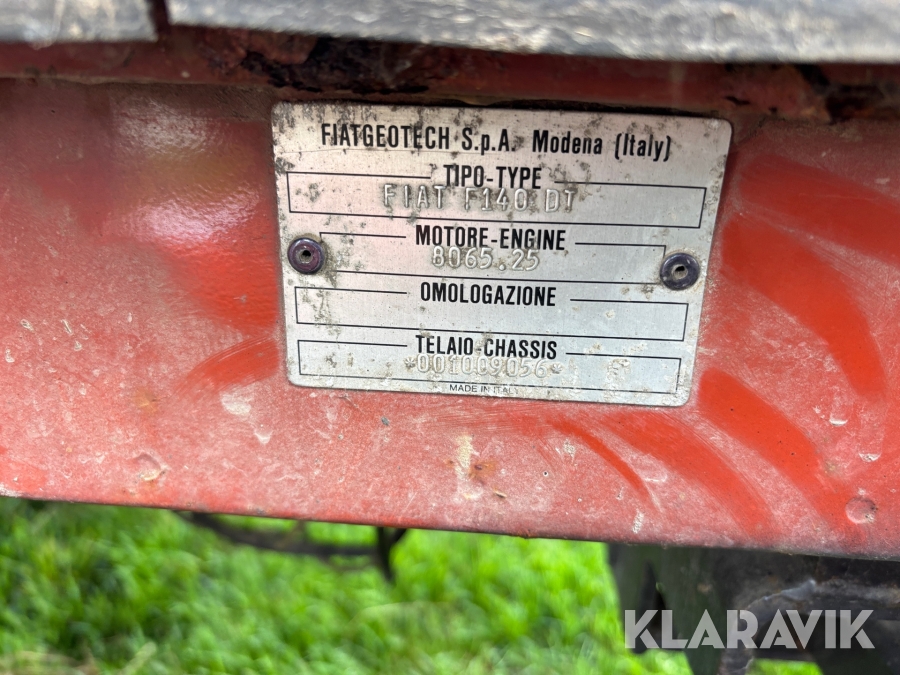 FIATGEOTECH S.p.A. Modena (Italy)
TIPO-TYPE
FIAT F140 DT
MOTORE-ENGINE
8065.25
OMOLOGAZIONE
TELAIO-CHASSIS
*001009056*
MADE IN ITALY
KLARAVIK